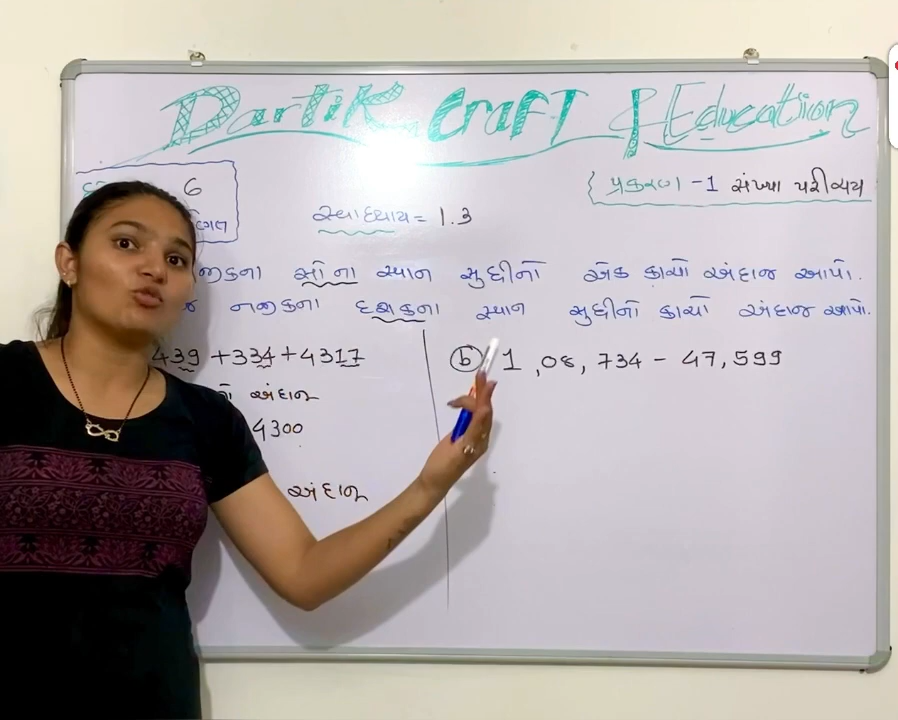 Dartik Craft & Education
6
પ્રકરણ -1 સંખ્યા પરીચય
સ્વાધ્યાય = 1.3
સો ના સ્થાન સુધીનો એક કાચો અંદાજ આપો.
નજીકના દશકના સ્થાન સુધીનો કાચો અંદાજ આપો.
439 + 334 + 4317
અંદાજ
4300
અંદાજ
(b) 1,08,734 - 47,599